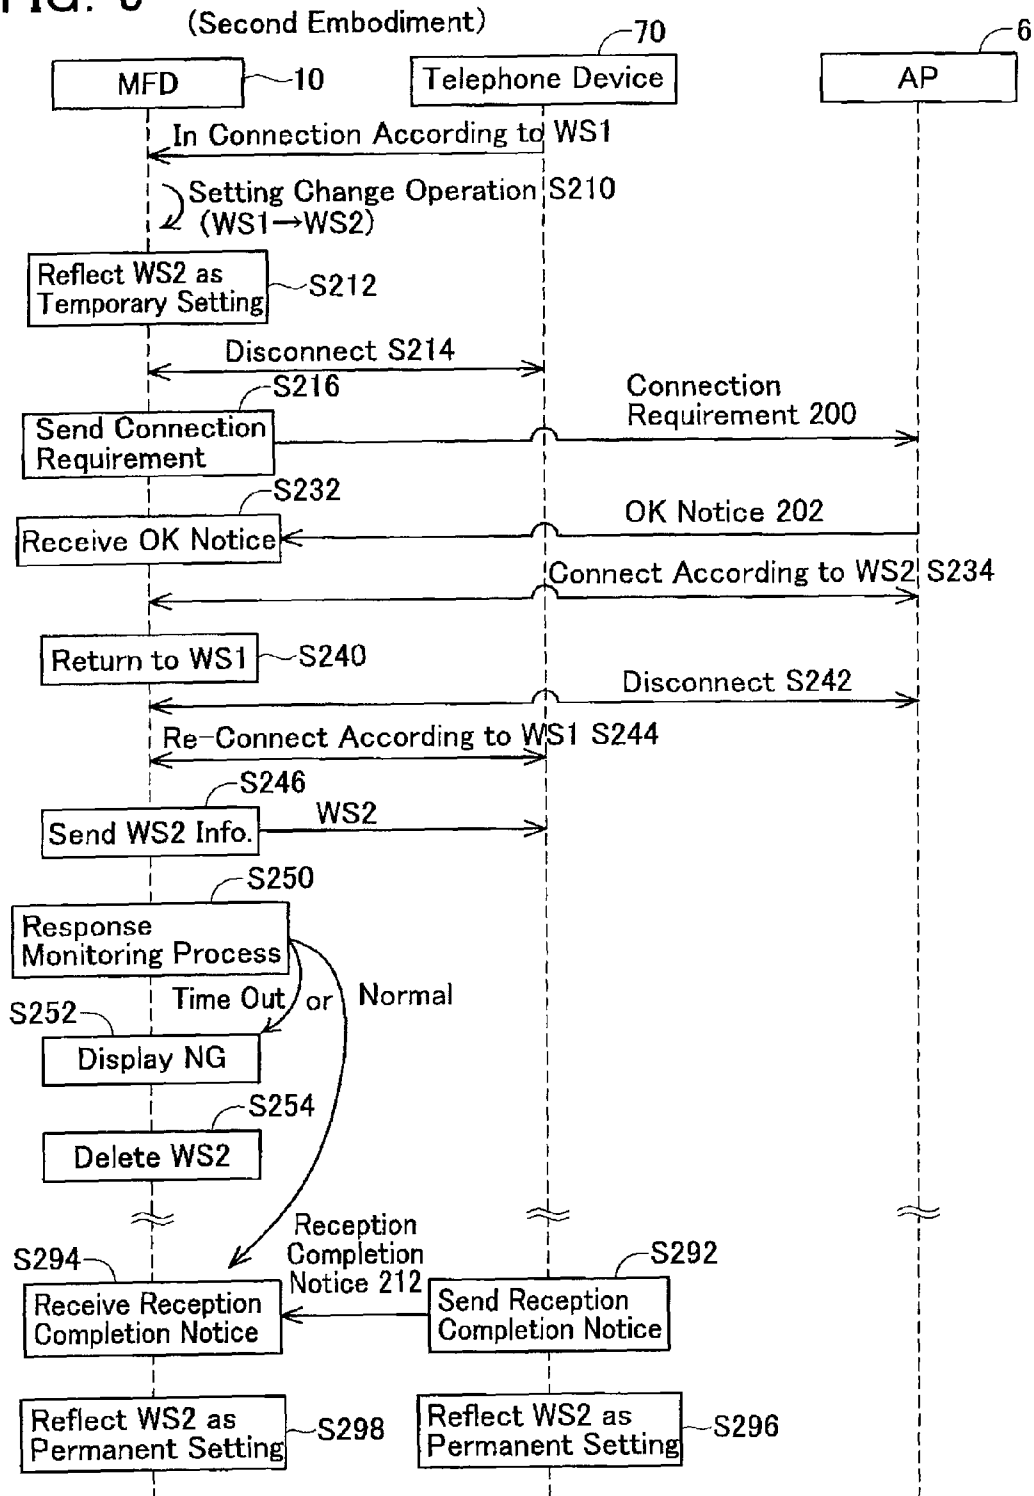 (Second Embodiment)
70
6
MFD
10
Telephone Device
AP
In Connection According to WS1
Setting Change Operation S210
(WS1→WS2)
Reflect WS2 as
Temporary Setting
S212
Disconnect S214
S216
Connection
Requirement 200
Send Connection
Requirement
S232
OK Notice 202
Receive OK Notice
Connect According to WS2 S234
Return to WS1
S240
Disconnect S242
Re-Connect According to WS1 S244
S246
WS2
Send WS2 Info.
S250
Response
Monitoring Process
Time Out or Normal
S252
Display NG
S254
Delete WS2
Reception
Completion
Notice 212
S294
S292
Receive Reception
Completion Notice
Send Reception
Completion Notice
Reflect WS2 as
Permanent Setting
S298
Reflect WS2 as
Permanent Setting
S296